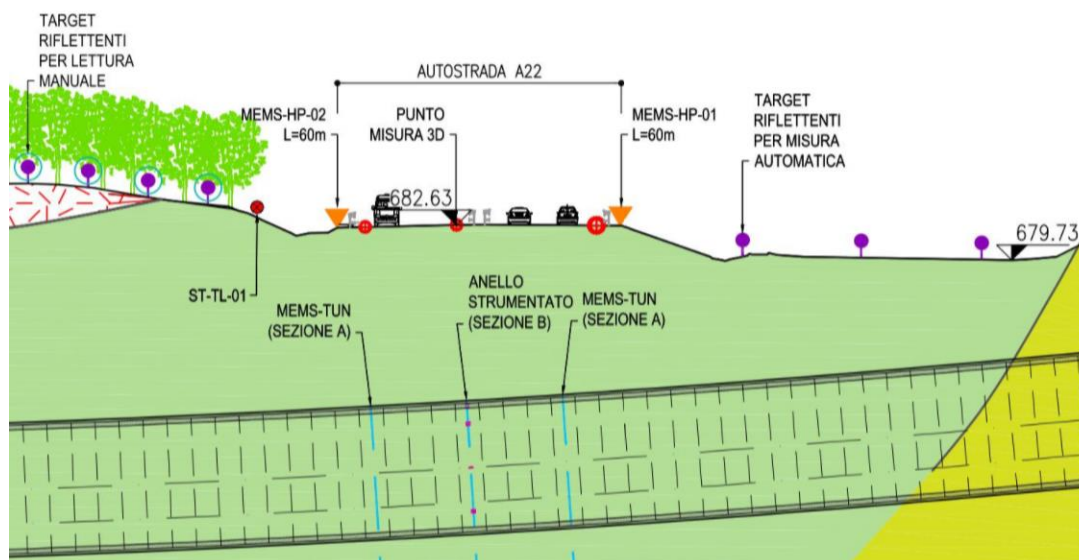 TARGET
RIFLETTENTI
PER LETTURA
MANUALE
AUTOSTRADA A22
MEMS-HP-02
L=60m
PUNTO
MISURA 3D
MEMS-HP-01
L=60m
TARGET
RIFLETTENTI
PER MISURA
AUTOMATICA
682.63
679.73
ST-TL-01
MEMS-TUN
(SEZIONE A)
ANELLO
STRUMENTATO
(SEZIONE B)
MEMS-TUN
(SEZIONE A)